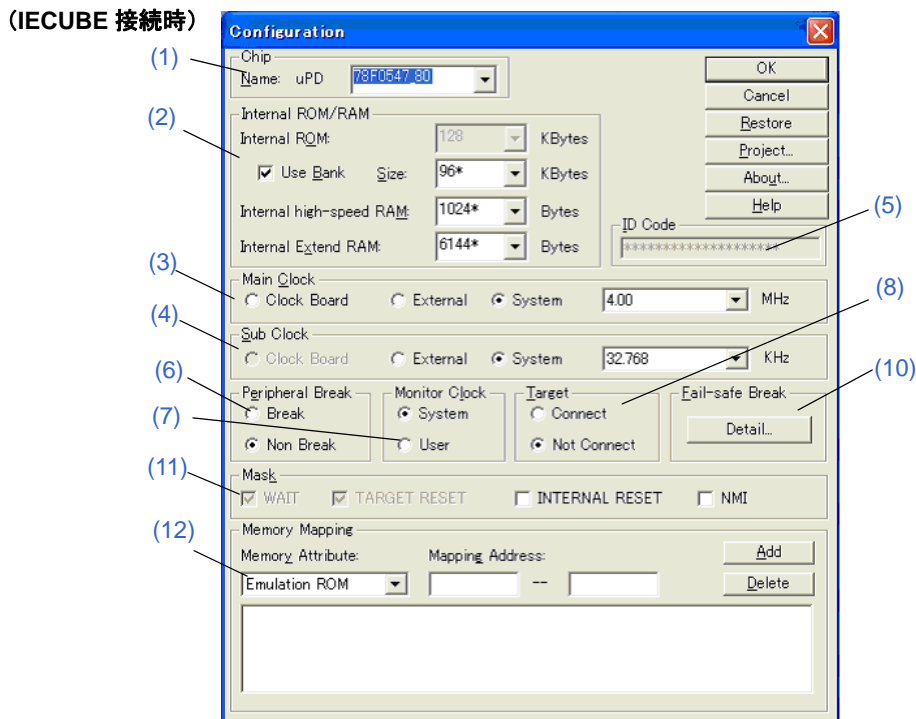 （IECUBE 接続時）
Configuration
(1)
Chip
Name: uPD 78F0547_80
OK
Cancel
Restore
Project...
About...
Help
(2)
Internal ROM/RAM
Internal ROM: 128 KBytes
Use Bank Size: 96* KBytes
Internal high-speed RAM: 1024* Bytes
Internal Extend RAM: 6144* Bytes
(5)
ID Code
********************
(3)
Main Clock
Clock Board External System 4.00 MHz
(8)
(4)
Sub Clock
Clock Board External System 32.768 KHz
(6)
Peripheral Break
Break
Non Break
(7)
Monitor Clock
System
User
Target
Connect
Not Connect
(10)
Fail-safe Break
Detail...
(11)
Mask
WAIT TARGET RESET INTERNAL RESET NMI
(12)
Memory Mapping
Memory Attribute: Mapping Address:
Emulation ROM --
Add
Delete